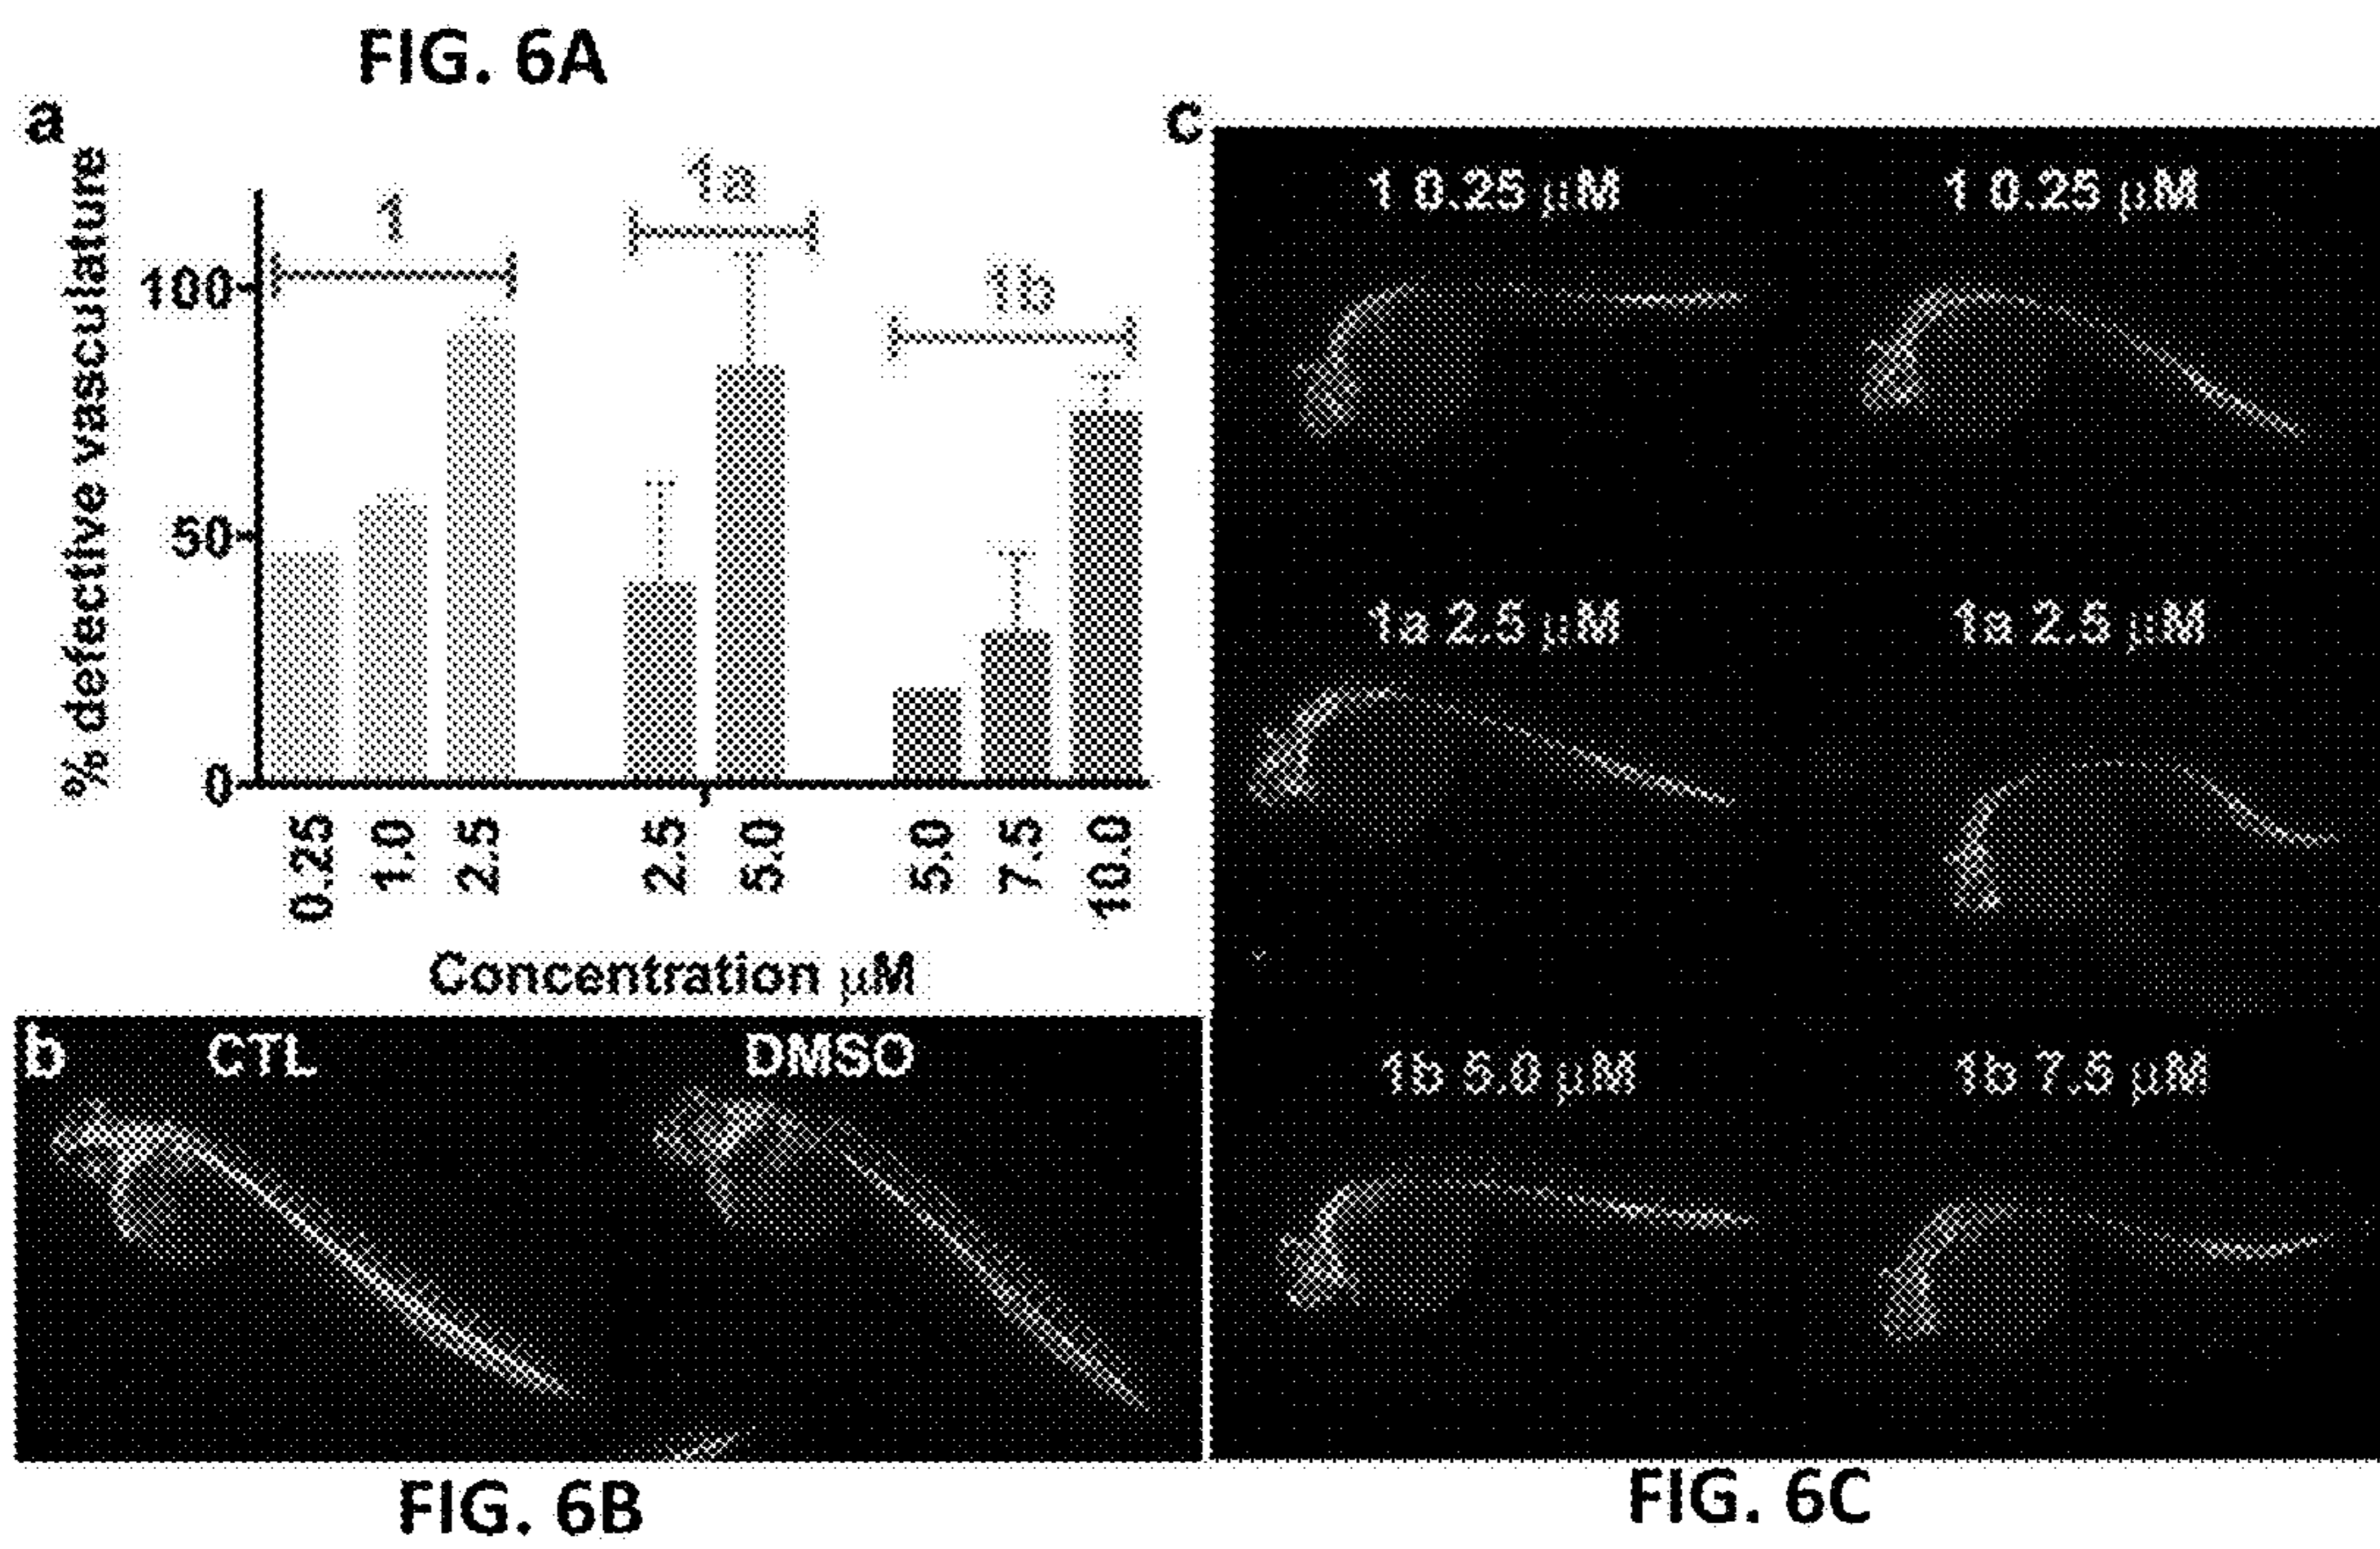 FIG. 6A
a
% defective vasculature
100
50
0
1
1a
1b
0.25 1.0 2.5 2.5 5.0 5.0 7.5 10.0
Concentration μM
b
CTL
DMSO
FIG. 6B
c
1 0.25 μM
1 0.25 μM
1a 2.5 μM
1a 2.5 μM
1b 5.0 μM
1b 7.5 μM
FIG. 6C